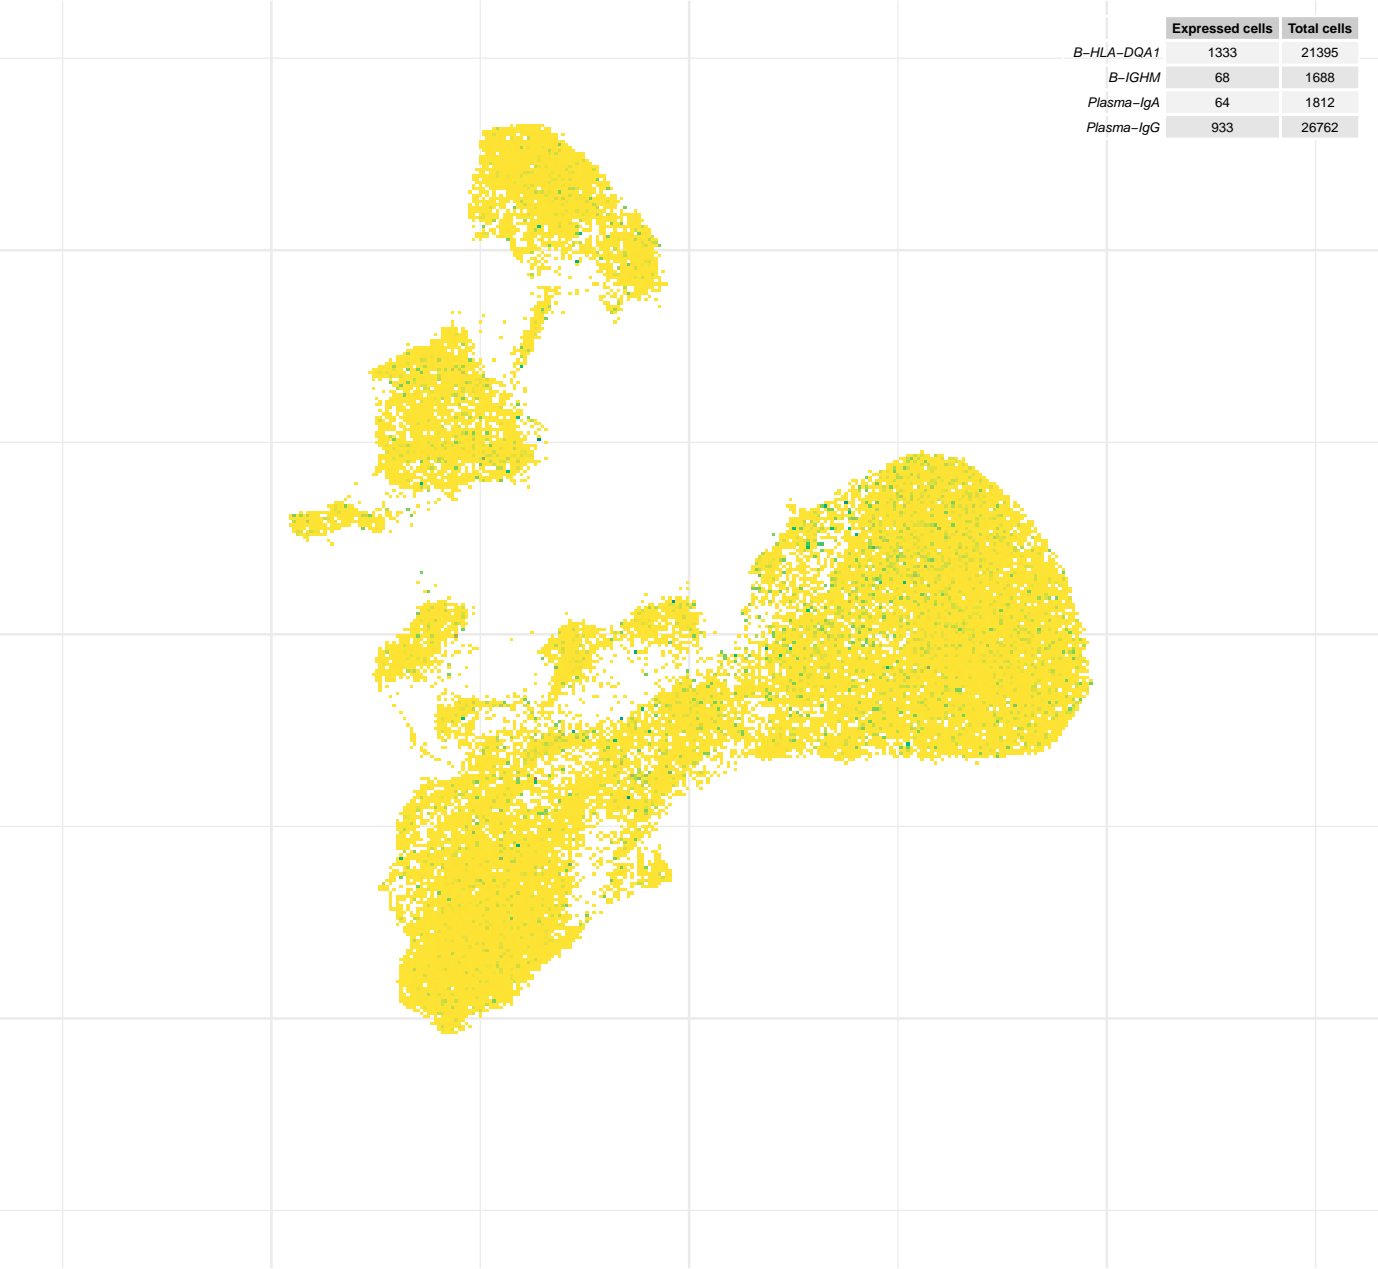 Expressed cells Total cells
B−HLA−DQA1 1333 21395
B−IGHM 68 1688
Plasma−IgA 64 1812
Plasma−IgG 933 26762